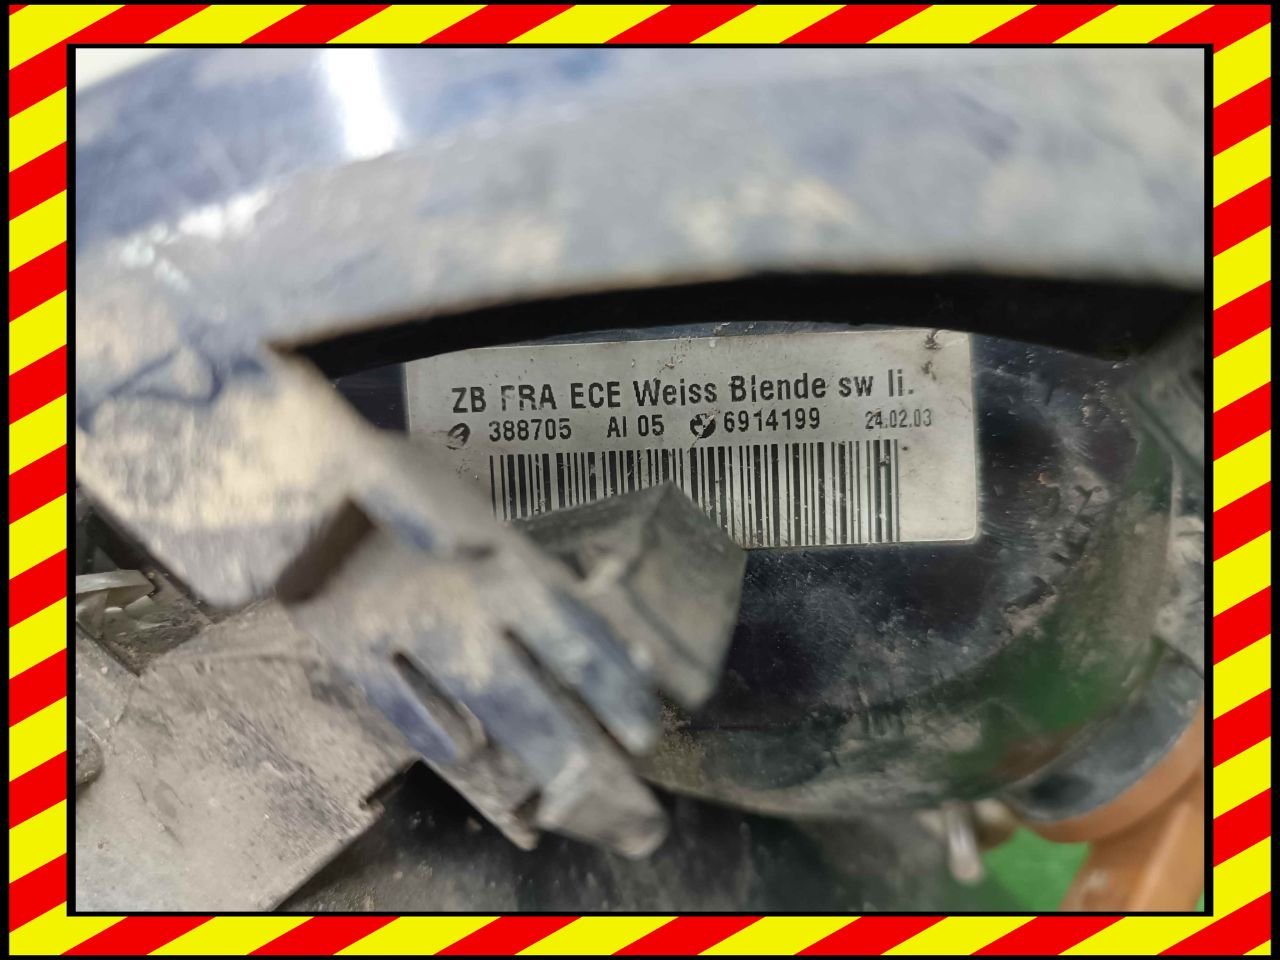 ZB FRA ECE Weiss Blende sw li.
388705 AI 05 6914199 24.02.03